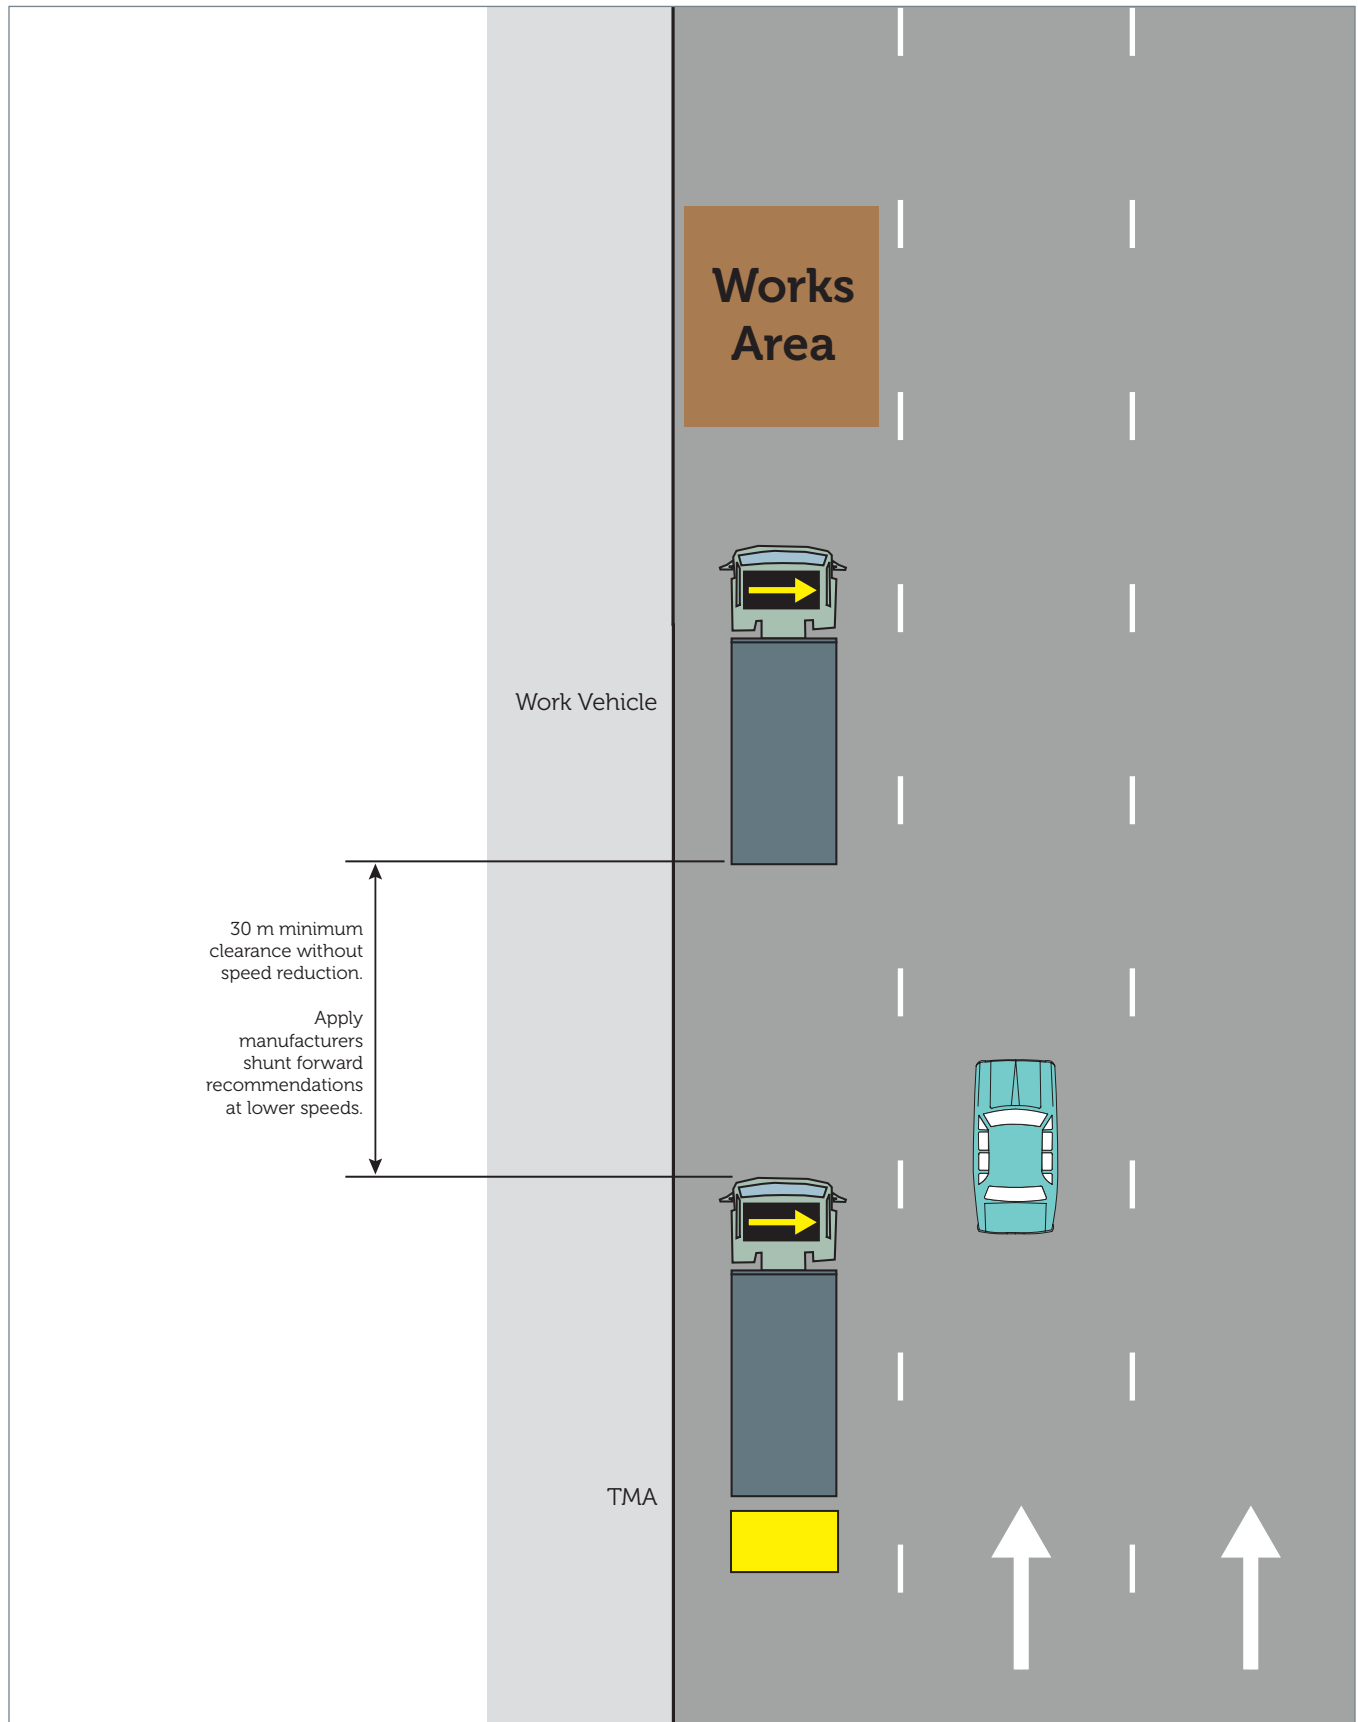 Works
Area
Work Vehicle
30 m minimum
clearance without
speed reduction.
Apply
manufacturers
shunt forward
recommendations
at lower speeds.
TMA